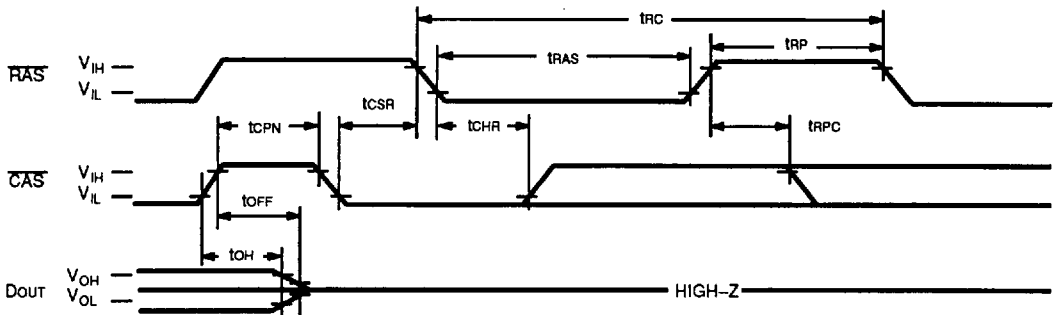 tRC
RAS
VIH
VIL
tRAS
tRP
tCPN
tCSR
tCHR
tRPC
CAS
VIH
VIL
tOFF
tOH
DOUT
VOH
VOL
HIGH–Z